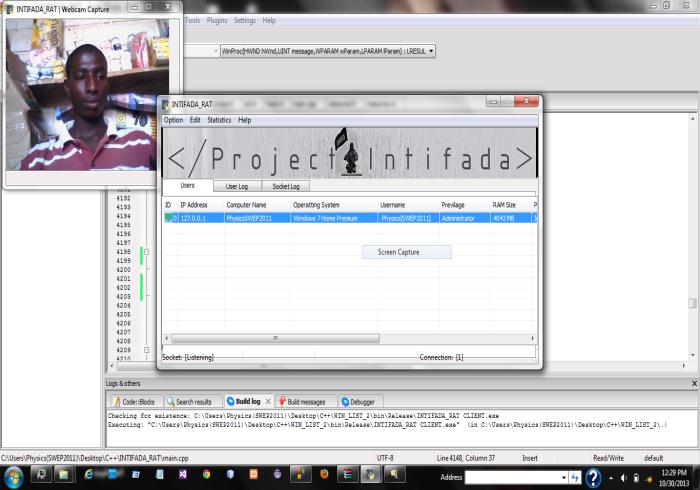 INTIFADA_RAT | Webcam Capture
Tools Plugins Settings Help
WinProc(HWND hWnd,UINT message,WPARAM wParam,LPARAM lParam) : LRESUL
INTIFADA_RAT
Option Edit Statistics Help
</Project Intifada>
Users User Log Socket Log
ID IP Address Computer Name Operatting System Username Previlage RAM Size P
0 127.0.0.1 PhysicsSWEP2011 Windows 7 Home Premium Physics(SWEP2011) Administrator 4043 MB
Screen Capture
4192
4193
4194
4195
4196
4197
4198
4199
4200
4201
4202
4203
4204
4205
4206
4207
4208
4209
4210
Socket: [Listening] Connection: [1]
Logs & others
Code::Blocks Search results Build log Build messages Debugger
Checking for existence: C:\Users\Physics(SWEP2011)\Desktop\C++\WIN_LIST_2\bin\Release\INTIFADA_RAT CLIENT.exe
Executing: "C:\Users\Physics(SWEP2011)\Desktop\C++\WIN_LIST_2\bin\Release\INTIFADA_RAT CLIENT.exe" (in C:\Users\Physics(SWEP2011)\Desktop\C++\WIN_LIST_2\.)
C:\Users\Physics(SWEP2011)\Desktop\C++\INTIFADA_RAT\main.cpp UTF-8 Line 4148, Column 37 Insert Read/Write default
Address
12:29 PM
10/30/2013